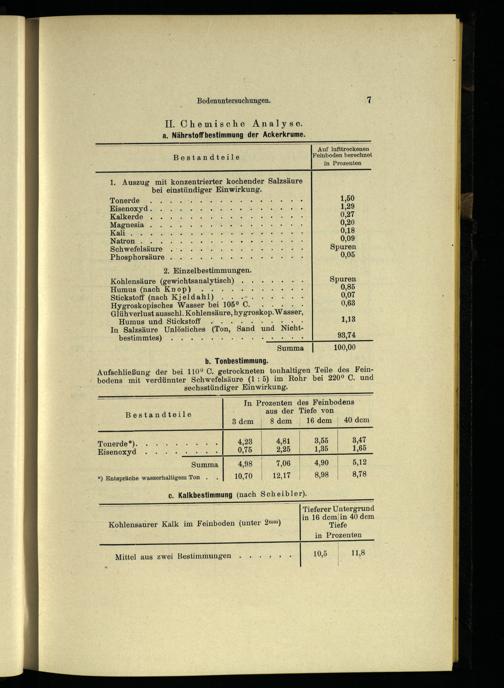 Bodenuntersuchungen. 7
II. Chemische Analyse.
a. Nährstoffbestimmung der Ackerkrume.
Bestandteile
Auf lufttrockenen
Feinboden berechnet
in Prozenten
1. Auszug mit konzentrierter kochender Salzsäure
bei einstündiger Einwirkung.
Tonerde . . . . . . . . . . . . . . 1,50
Eisenoxyd . . . . . . . . . . . . . . 1,29
Kalkerde . . . . . . . . . . . . . . 0,27
Magnesia . . . . . . . . . . . . . . 0,20
Kali . . . . . . . . . . . . . . 0,18
Natron . . . . . . . . . . . . . . 0,09
Schwefelsäure . . . . . . . . . . . . Spuren
Phosphorsäure . . . . . . . . . . . . 0,05
2. Einzelbestimmungen.
Kohlensäure (gewichtsanalytisch) . . . . . . Spuren
Humus (nach Knop) . . . . . . . . . 0,85
Stickstoff (nach Kjeldahl) . . . . . . . . 0,07
Hygroskopisches Wasser bei 105° C. . . . . . 0,63
Glühverlust ausschl. Kohlensäure, hygroskop. Wasser,
Humus und Stickstoff . . . . . . . . 1,13
In Salzsäure Unlösliches (Ton, Sand und Nicht-
bestimmtes) . . . . . . . . . . . 93,74
Summa 100,00
b. Tonbestimmung.
Aufschließung der bei 110° C. getrockneten tonhaltigen Teile des Fein-
bodens mit verdünnter Schwefelsäure (1 : 5) im Rohr bei 220° C. und
sechsstündiger Einwirkung.
Bestandteile
In Prozenten des Feinbodens
aus der Tiefe von
3 dcm 8 dcm 16 dcm 40 dcm
Tonerde*) . . . . . . . . 4,23 4,81 3,55 3,47
Eisenoxyd . . . . . . . 0,75 2,25 1,35 1,65
Summa 4,98 7,06 4,90 5,12
*) Entspräche wasserhaltigem Ton . . 10,70 12,17 8,98 8,78
c. Kalkbestimmung (nach Scheibler).
Kohlensaurer Kalk im Feinboden (unter 2mm)
Tieferer Untergrund
in 16 dcm in 40 dcm
Tiefe
in Prozenten
Mittel aus zwei Bestimmungen . . . . . . 10,5 11,8